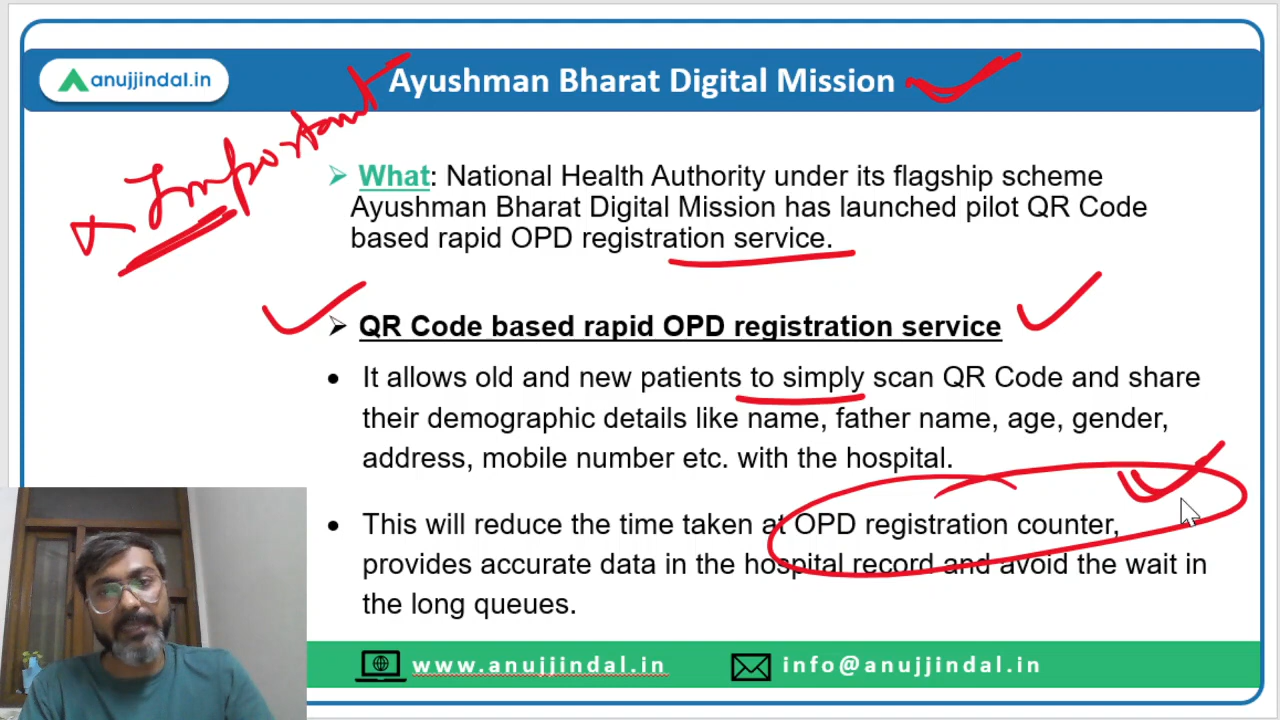 anujjindal.in
Ayushman Bharat Digital Mission
Important
➢ What: National Health Authority under its flagship scheme
Ayushman Bharat Digital Mission has launched pilot QR Code
based rapid OPD registration service.
➢ QR Code based rapid OPD registration service
• It allows old and new patients to simply scan QR Code and share
their demographic details like name, father name, age, gender,
address, mobile number etc. with the hospital.
• This will reduce the time taken at OPD registration counter,
provides accurate data in the hospital record and avoid the wait in
the long queues.
www.anujjindal.in
info@anujjindal.in